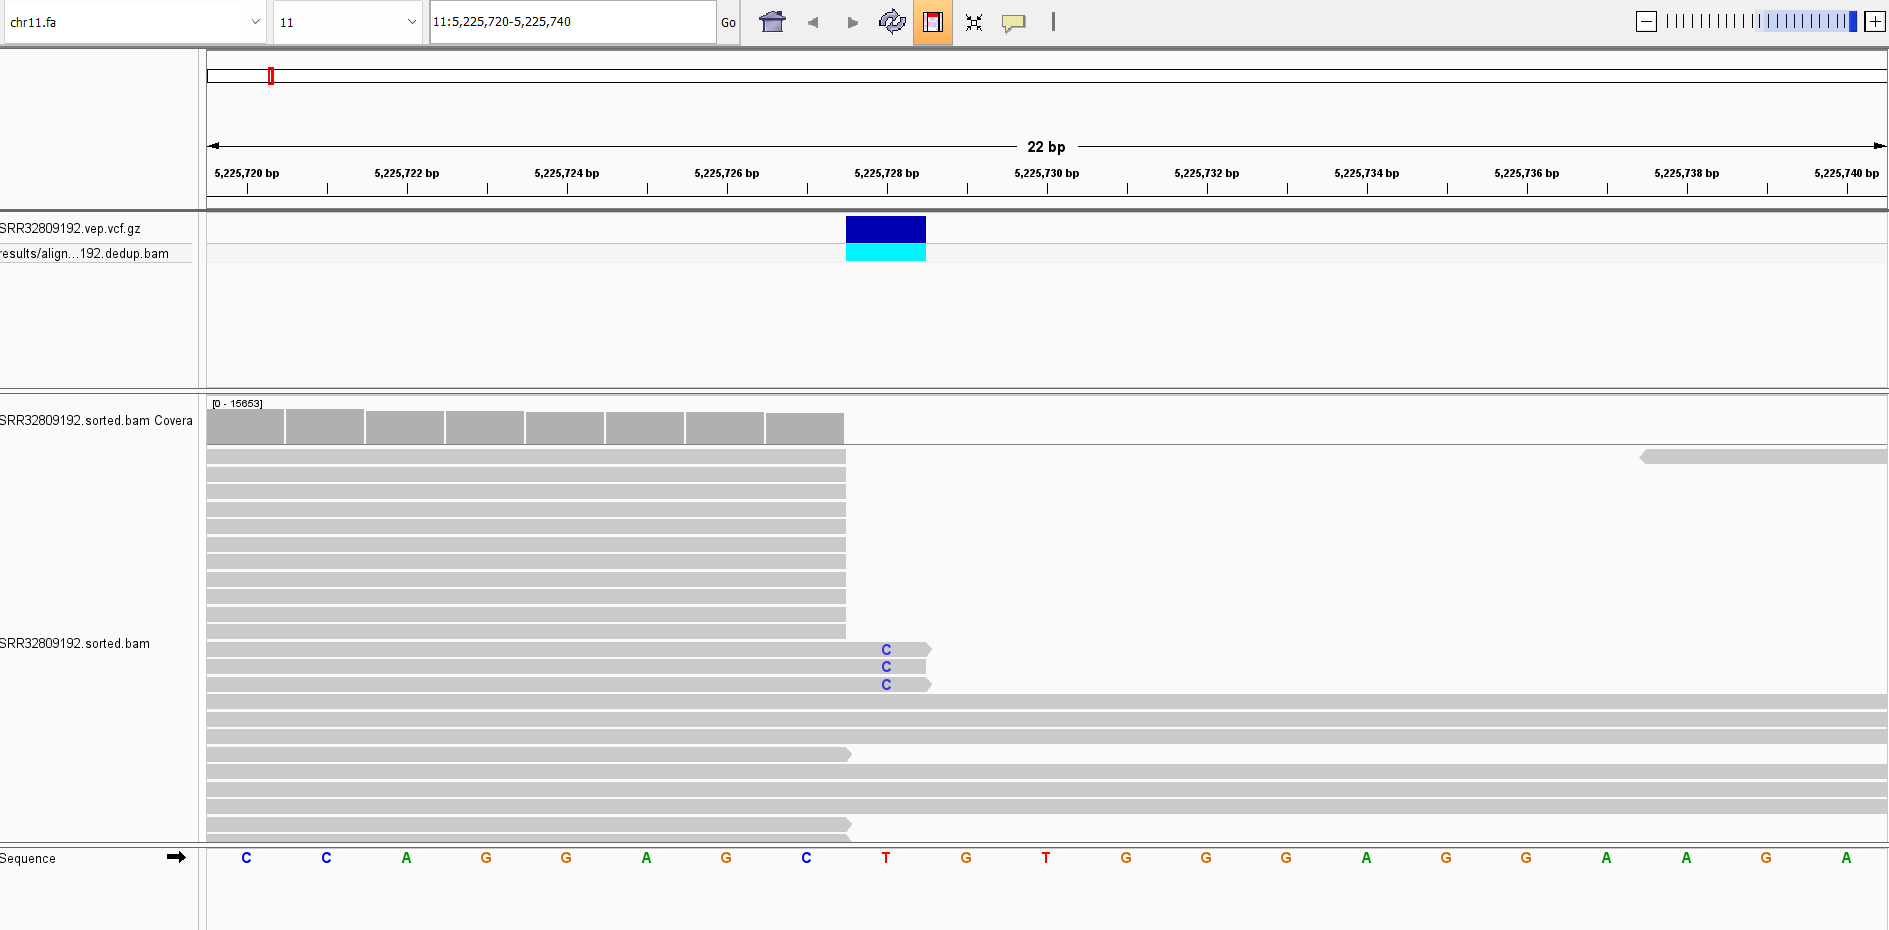 chr11.fa 11 11:5,225,720-5,225,740 Go
22 bp
5,225,720 bp 5,225,722 bp 5,225,724 bp 5,225,726 bp 5,225,728 bp 5,225,730 bp 5,225,732 bp 5,225,734 bp 5,225,736 bp 5,225,738 bp 5,225,740 bp
SRR32809192.vep.vcf.gz
results/align...192.dedup.bam
[0 - 15653]
SRR32809192.sorted.bam Covera
SRR32809192.sorted.bam
C
C
C
Sequence C C A G G A G C T G T G G G A G G A A G A